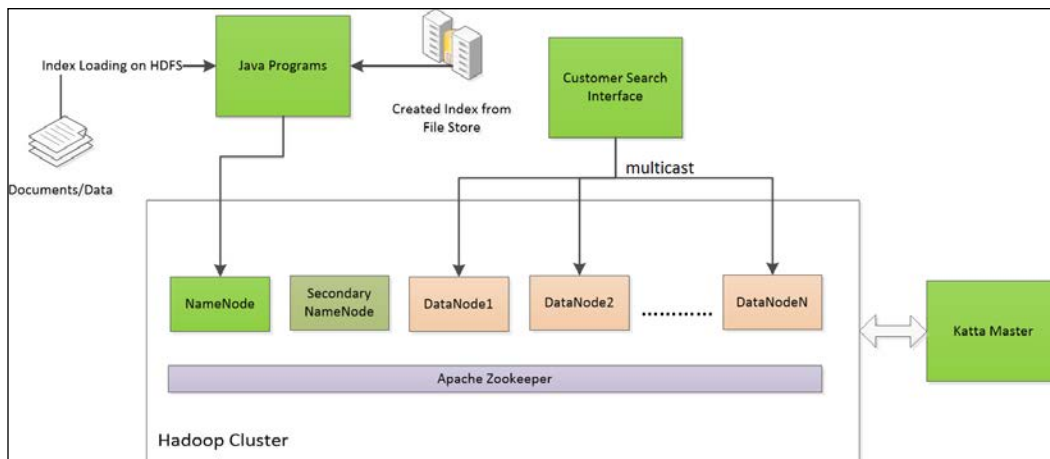 Index Loading on HDFS
Java Programs
Created Index from
File Store
Customer Search
Interface
Documents/Data
multicast
NameNode
Secondary
NameNode
DataNode1
DataNode2
..............
DataNodeN
Katta Master
Apache Zookeeper
Hadoop Cluster